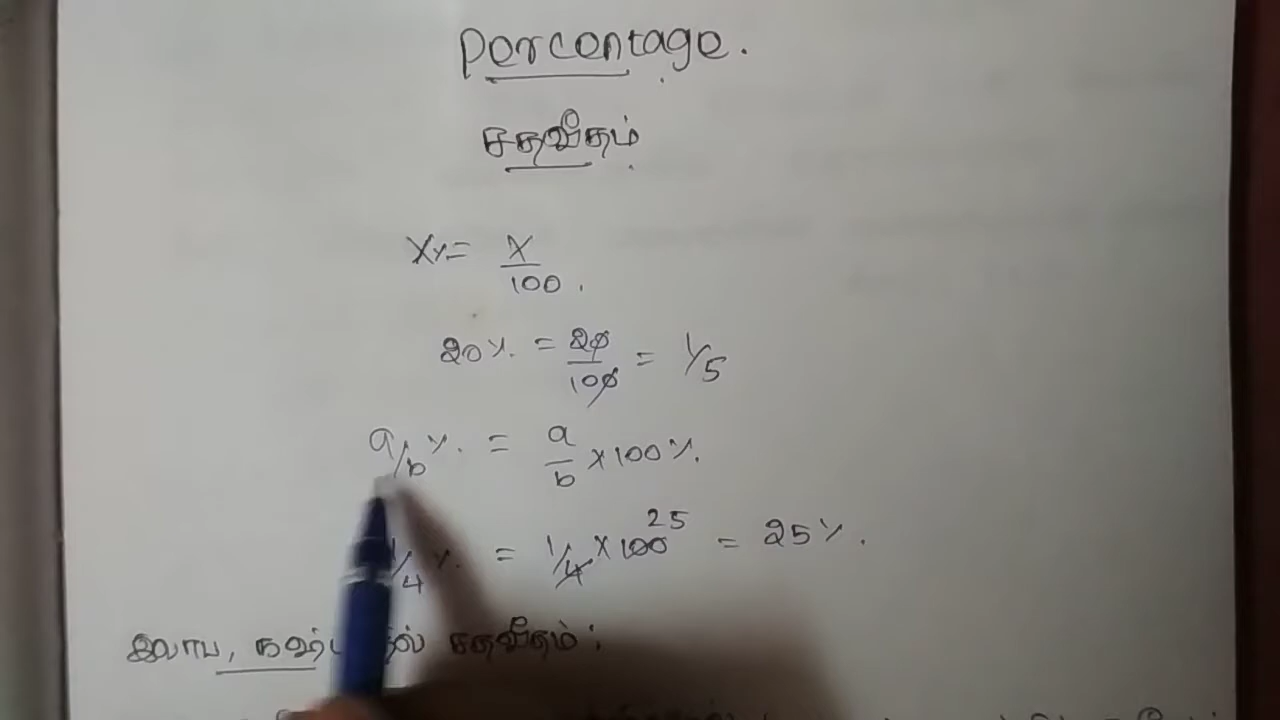 Percentage.
சதவீதம்
X% = X/100.
20% = 20/100 = 1/5
a/b % = a/b × 100%.
1/4 % = 1/4 × 100 25 = 25%.
இலாப, சதவீதம் :